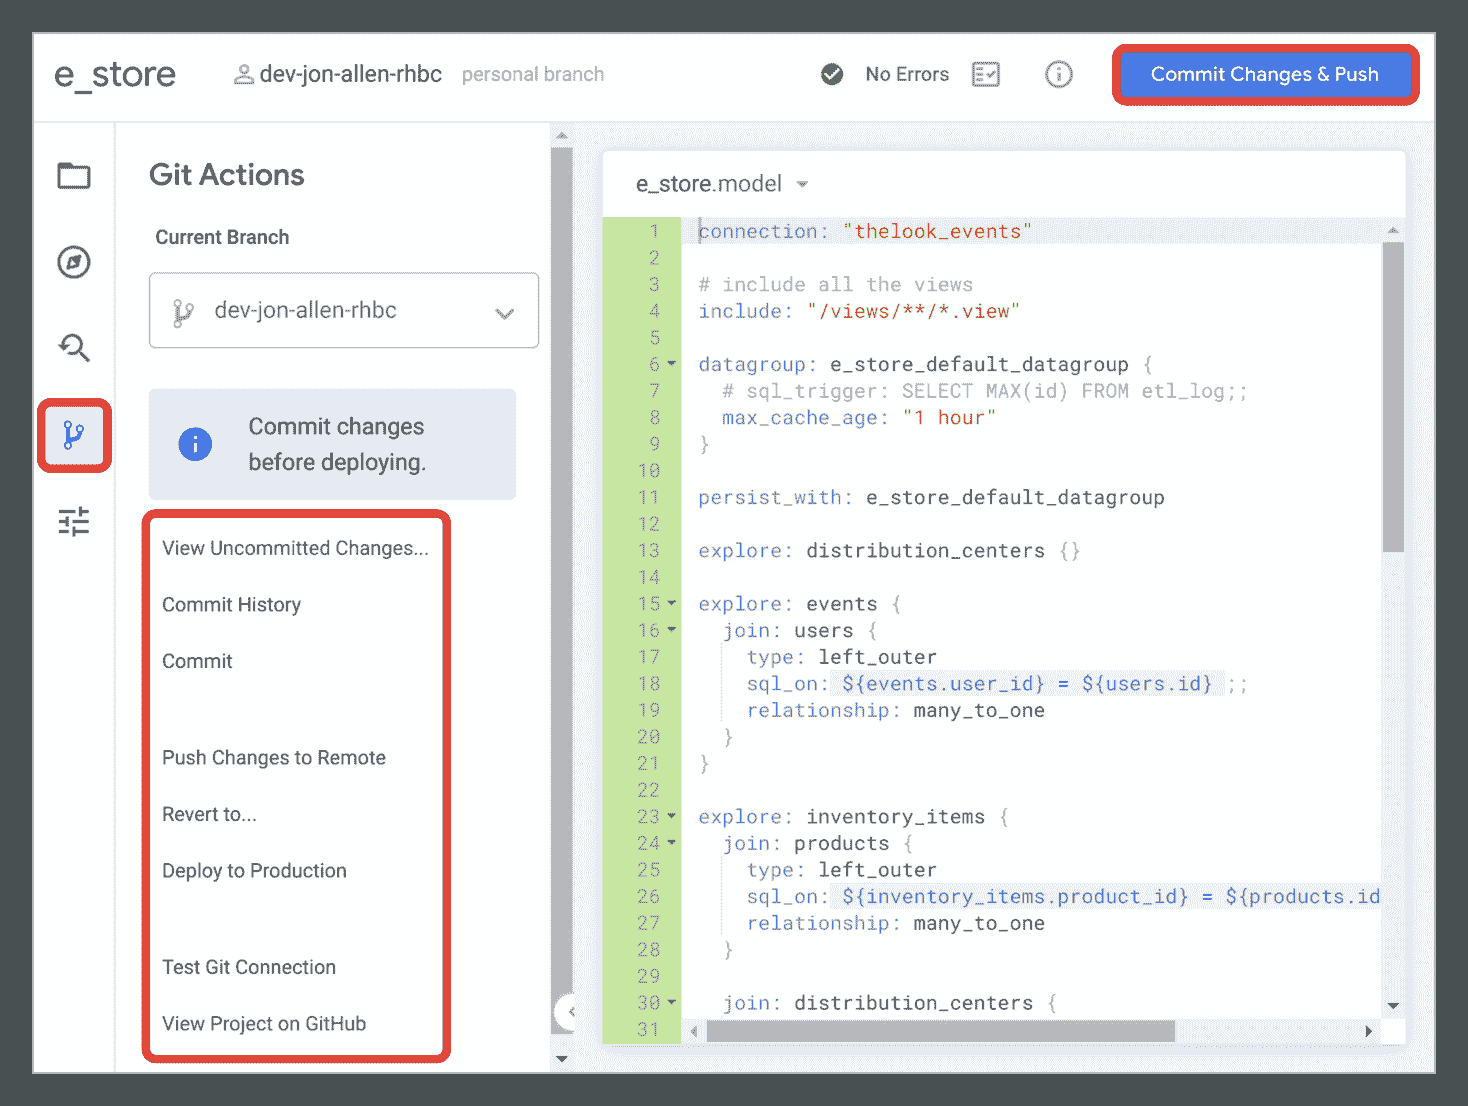 e_store
dev-jon-allen-rhbc personal branch
No Errors
Commit Changes & Push
Git Actions
Current Branch
dev-jon-allen-rhbc
Commit changes
before deploying.
View Uncommitted Changes...
Commit History
Commit
Push Changes to Remote
Revert to...
Deploy to Production
Test Git Connection
View Project on GitHub
e_store.model
1 connection: "thelook_events"
2
3 # include all the views
4 include: "/views/**/*.view"
5
6 datagroup: e_store_default_datagroup {
7 # sql_trigger: SELECT MAX(id) FROM etl_log;;
8 max_cache_age: "1 hour"
9 }
10
11 persist_with: e_store_default_datagroup
12
13 explore: distribution_centers {}
14
15 explore: events {
16 join: users {
17 type: left_outer
18 sql_on: ${events.user_id} = ${users.id} ;;
19 relationship: many_to_one
20 }
21 }
22
23 explore: inventory_items {
24 join: products {
25 type: left_outer
26 sql_on: ${inventory_items.product_id} = ${products.id
27 relationship: many_to_one
28 }
29
30 join: distribution_centers {
31